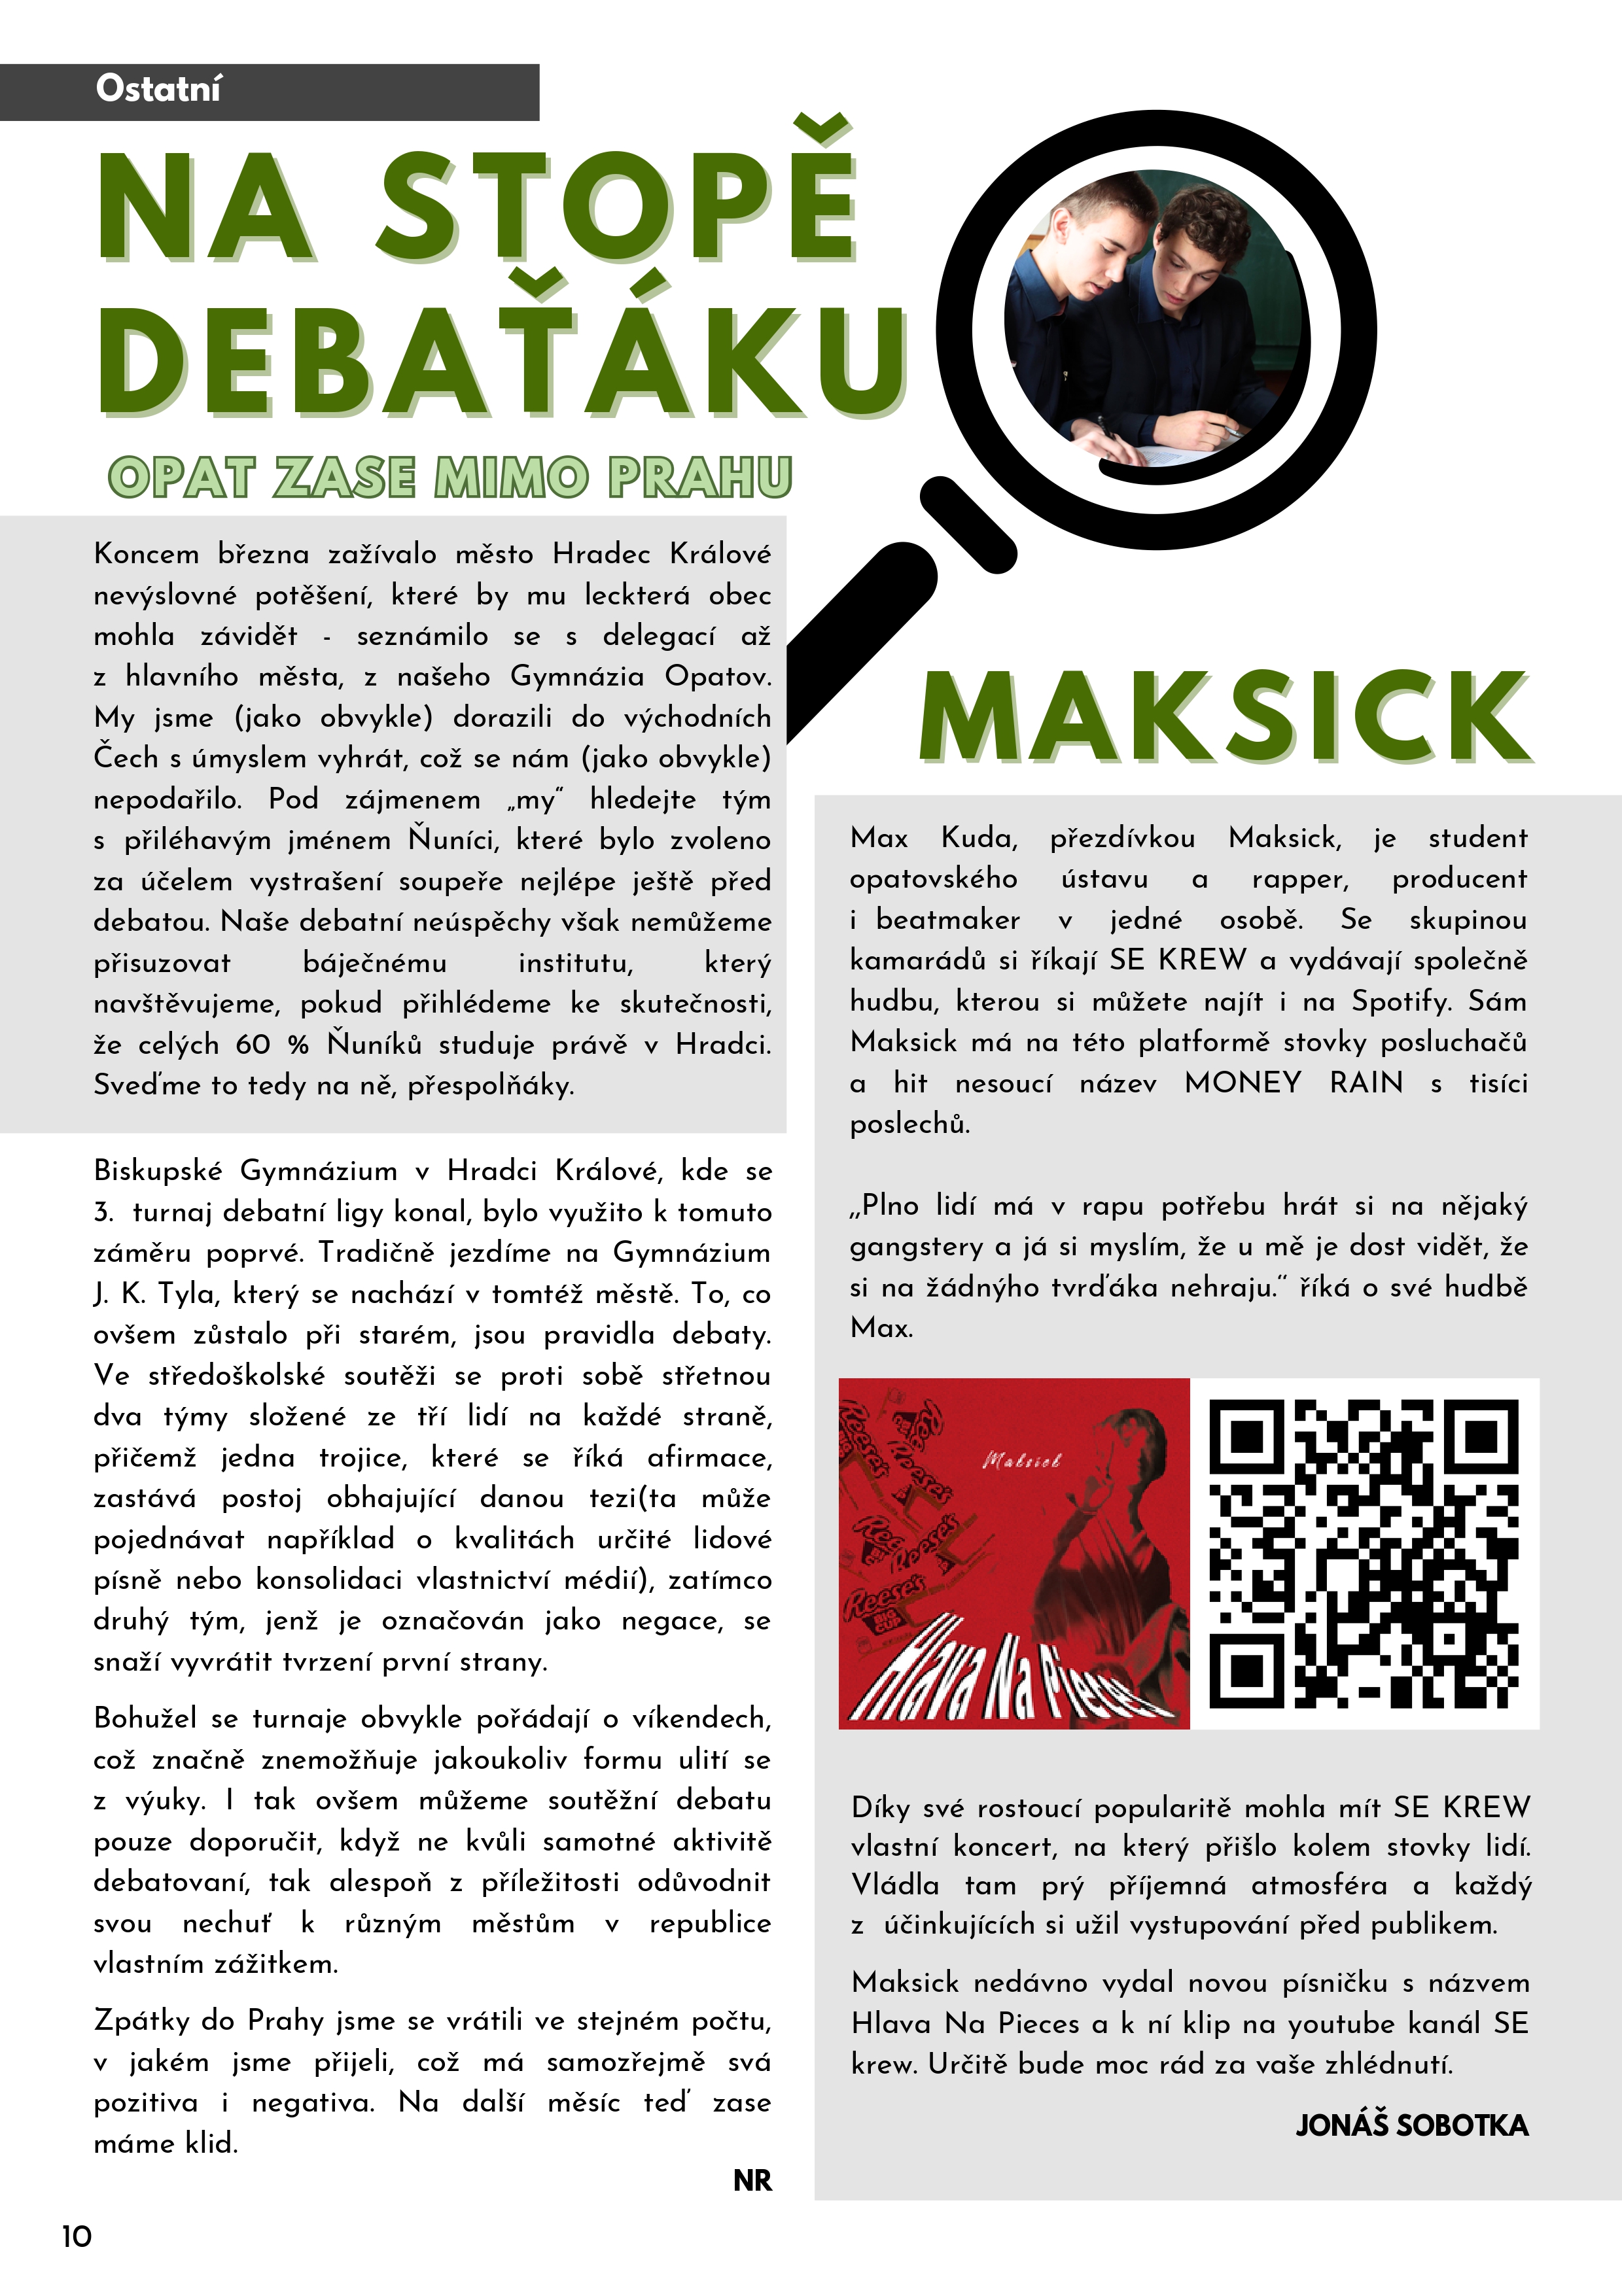 Ostatní
NA STOPĚ
DEBAŤÁKU
OPAT ZASE MIMO PRAHU
Koncem března zažívalo město Hradec Králové
nevýslovné potěšení, které by mu leckterá obec
mohla závidět - seznámilo se s delegací až
z hlavního města, z našeho Gymnázia Opatov.
My jsme (jako obvykle) dorazili do východních
Čech s úmyslem vyhrát, což se nám (jako obvykle)
nepodařilo. Pod zájmenem „my“ hledejte tým
s přiléhavým jménem Ňuníci, které bylo zvoleno
za účelem vystrašení soupeře nejlépe ještě před
debatou. Naše debatní neúspěchy však nemůžeme
přisuzovat báječnému institutu, který
navštěvujeme, pokud přihlédeme ke skutečnosti,
že celých 60 % Ňuníků studuje právě v Hradci.
Sveďme to tedy na ně, přespolňáky.
Biskupské Gymnázium v Hradci Králové, kde se
3. turnaj debatní ligy konal, bylo využito k tomuto
záměru poprvé. Tradičně jezdíme na Gymnázium
J. K. Tyla, který se nachází v tomtéž městě. To, co
ovšem zůstalo při starém, jsou pravidla debaty.
Ve středoškolské soutěži se proti sobě střetnou
dva týmy složené ze tří lidí na každé straně,
přičemž jedna trojice, které se říká afirmace,
zastává postoj obhajující danou tezi(ta může
pojednávat například o kvalitách určité lidové
písně nebo konsolidaci vlastnictví médií), zatímco
druhý tým, jenž je označován jako negace, se
snaží vyvrátit tvrzení první strany.
Bohužel se turnaje obvykle pořádají o víkendech,
což značně znemožňuje jakoukoliv formu ulití se
z výuky. I tak ovšem můžeme soutěžní debatu
pouze doporučit, když ne kvůli samotné aktivitě
debatovaní, tak alespoň z příležitosti odůvodnit
svou nechuť k různým městům v republice
vlastním zážitkem.
Zpátky do Prahy jsme se vrátili ve stejném počtu,
v jakém jsme přijeli, což má samozřejmě svá
pozitiva i negativa. Na další měsíc teď zase
máme klid.
NR
MAKSICK
Max Kuda, přezdívkou Maksick, je student
opatovského ústavu a rapper, producent
i beatmaker v jedné osobě. Se skupinou
kamarádů si říkají SE KREW a vydávají společně
hudbu, kterou si můžete najít i na Spotify. Sám
Maksick má na této platformě stovky posluchačů
a hit nesoucí název MONEY RAIN s tisíci
poslechů.
,,Plno lidí má v rapu potřebu hrát si na nějaký
gangstery a já si myslím, že u mě je dost vidět, že
si na žádnýho tvrďáka nehraju.‘‘ říká o své hudbě
Max.
Reese's
Reese's
Maksick
Reese's
Reese's
BIG CUP
Hlava Na Pieces
Díky své rostoucí popularitě mohla mít SE KREW
vlastní koncert, na který přišlo kolem stovky lidí.
Vládla tam prý příjemná atmosféra a každý
z účinkujících si užil vystupování před publikem.
Maksick nedávno vydal novou písničku s názvem
Hlava Na Pieces a k ní klip na youtube kanál SE
krew. Určitě bude moc rád za vaše zhlédnutí.
JONÁŠ SOBOTKA
10